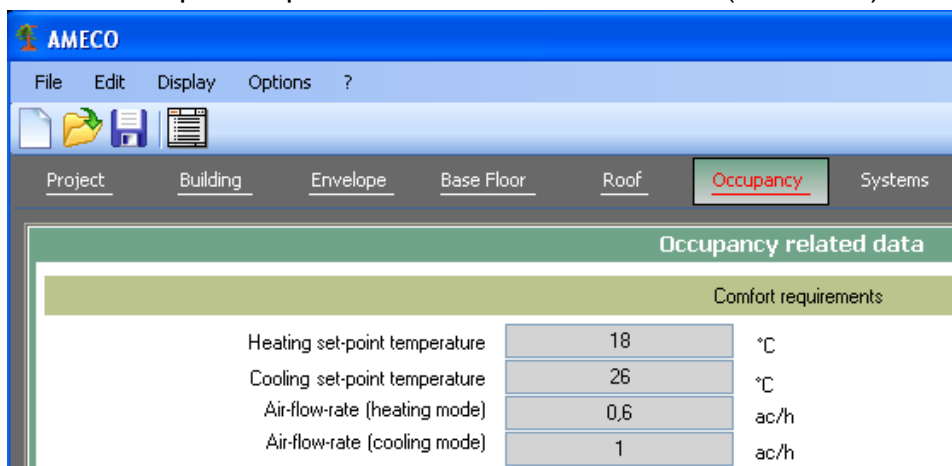 AMECO
File Edit Display Options ?
Project Building Envelope Base Floor Roof Occupancy Systems
Occupancy related data
Comfort requirements
Heating set-point temperature 18 °C
Cooling set-point temperature 26 °C
Air-flow-rate (heating mode) 0,6 ac/h
Air-flow-rate (cooling mode) 1 ac/h